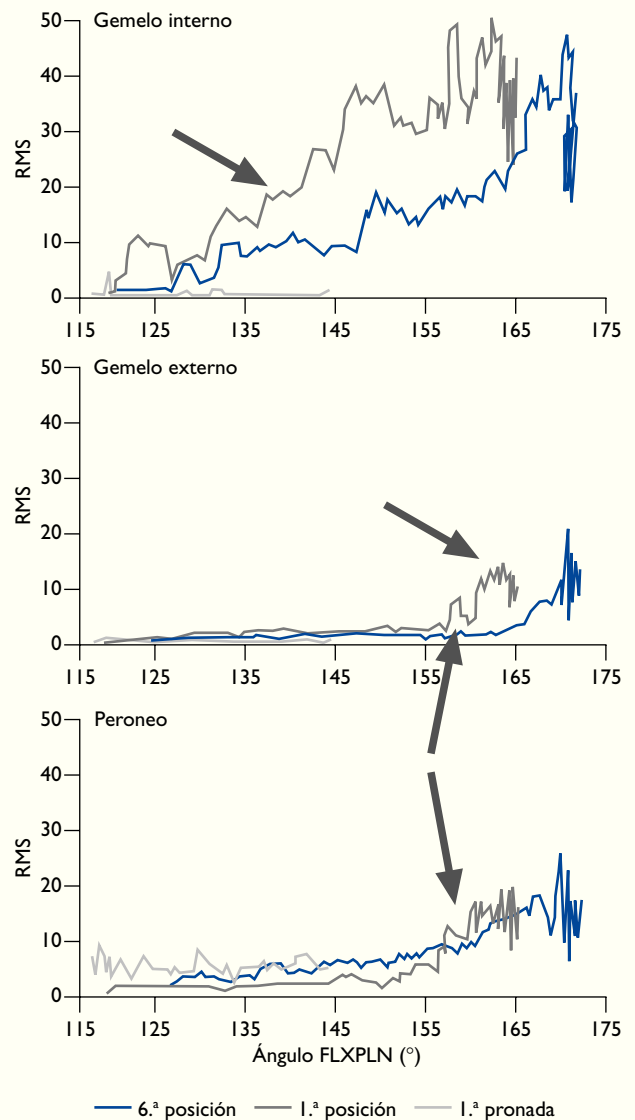 Gemelo interno
RMS
50
40
30
20
10
0
115 125 135 145 155 165 175
Gemelo externo
RMS
50
40
30
20
10
0
115 125 135 145 155 165 175
Peroneo
RMS
50
40
30
20
10
0
115 125 135 145 155 165 175
Ángulo FLXPLN (°)
6.ª posición 1.ª posición 1.ª pronada